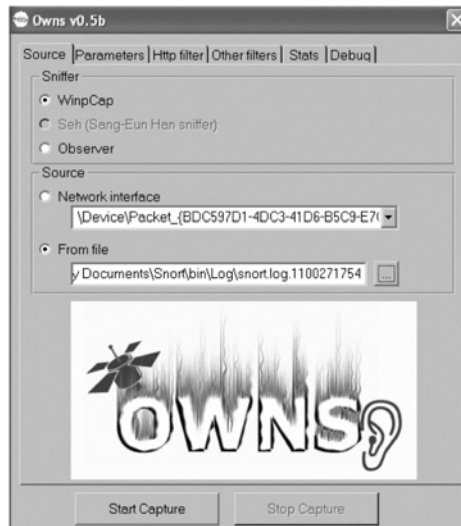 Owns v0.5b
Source Parameters Http filter Other filters Stats Debug
Sniffer
WinpCap
Seh (Sang-Eun Han sniffer)
Observer
Source
Network interface
\Device\Packet_{BDC597D1-4DC3-41D6-B5C9-E7(
From file
y Documents\Snort\bin\Log\snort.log.1100271754
...
OWNS
Start Capture Stop Capture